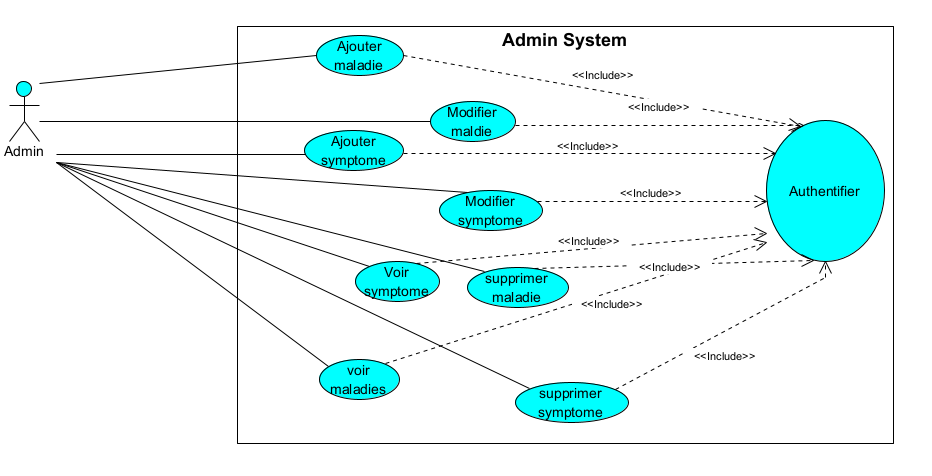 Admin System
Ajouter
maladie
<<Include>>
<<Include>>
Modifier
maldie
Admin
Ajouter
symptome
<<Include>>
Authentifier
<<Include>>
Modifier
symptome
<<Include>>
Voir
symptome
<<Include>>
supprimer
maladie
<<Include>>
<<Include>>
voir
maladies
supprimer
symptome